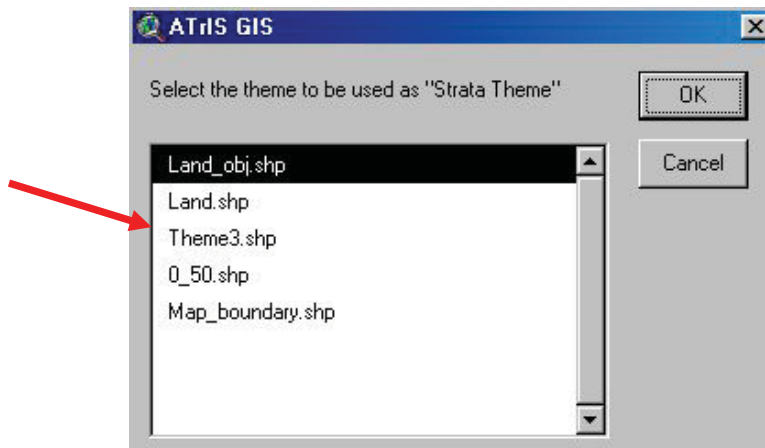 ATrIS GIS
Select the theme to be used as "Strata Theme"
OK
Cancel
Land_obj.shp
Land.shp
Theme3.shp
0_50.shp
Map_boundary.shp